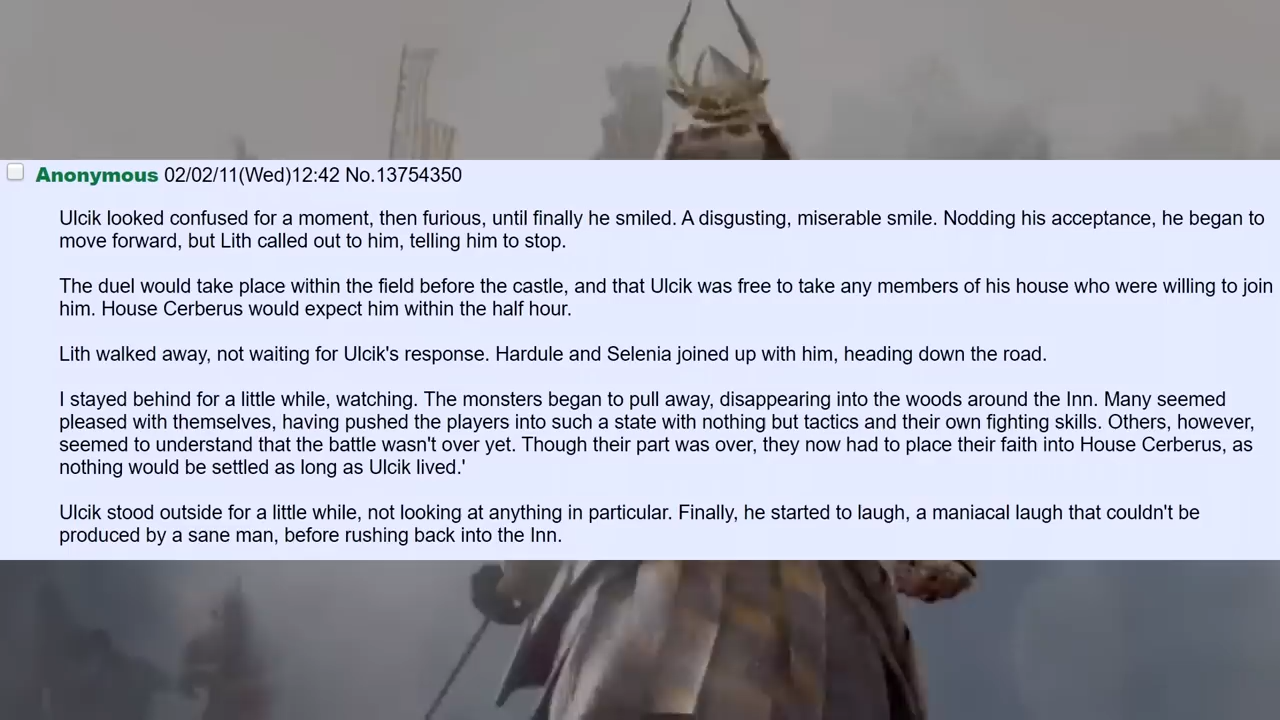 Anonymous 02/02/11(Wed)12:42 No.13754350
Ulcik looked confused for a moment, then furious, until finally he smiled. A disgusting, miserable smile. Nodding his acceptance, he began to
move forward, but Lith called out to him, telling him to stop.
The duel would take place within the field before the castle, and that Ulcik was free to take any members of his house who were willing to join
him. House Cerberus would expect him within the half hour.
Lith walked away, not waiting for Ulcik's response. Hardule and Selenia joined up with him, heading down the road.
I stayed behind for a little while, watching. The monsters began to pull away, disappearing into the woods around the Inn. Many seemed
pleased with themselves, having pushed the players into such a state with nothing but tactics and their own fighting skills. Others, however,
seemed to understand that the battle wasn't over yet. Though their part was over, they now had to place their faith into House Cerberus, as
nothing would be settled as long as Ulcik lived.'
Ulcik stood outside for a little while, not looking at anything in particular. Finally, he started to laugh, a maniacal laugh that couldn't be
produced by a sane man, before rushing back into the Inn.